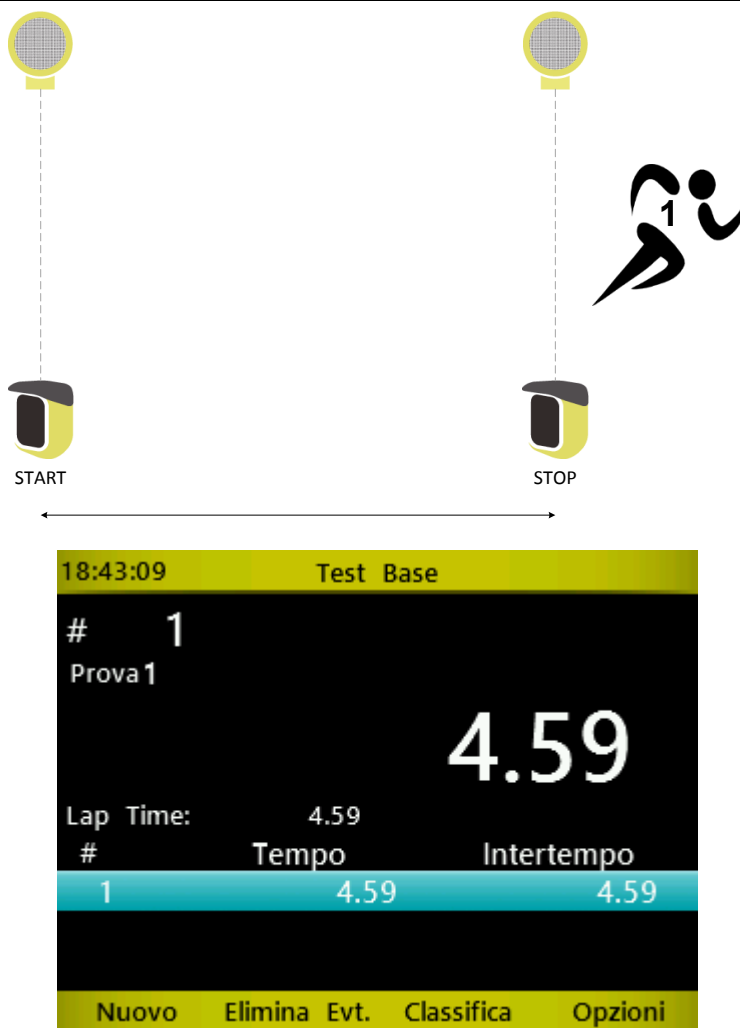 1
START STOP
18:43:09 Test Base
# 1
Prova 1
4.59
Lap Time: 4.59
# Tempo Intertempo
1 4.59 4.59
Nuovo Elimina Evt. Classifica Opzioni